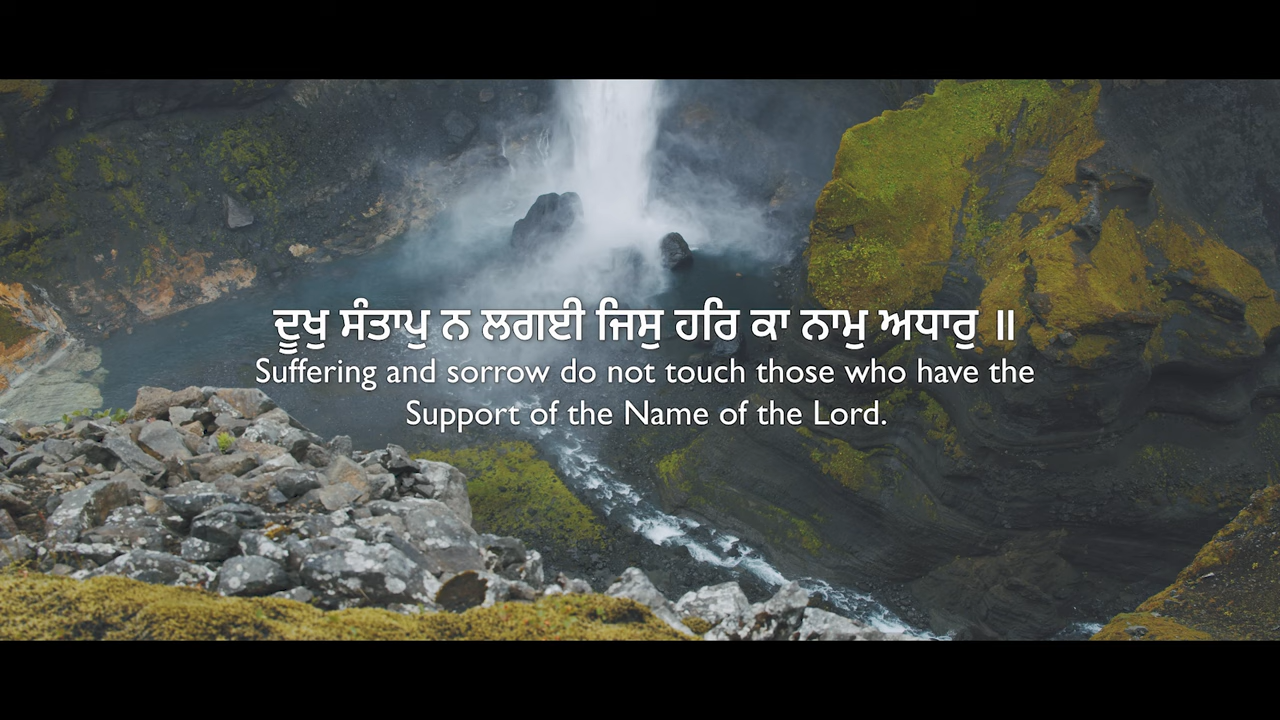 ਦੂਖੁ ਸੰਤਾਪੁ ਨ ਲਗਈ ਜਿਸੁ ਹਰਿ ਕਾ ਨਾਮੁ ਅਧਾਰੁ ॥
Suffering and sorrow do not touch those who have the
Support of the Name of the Lord.